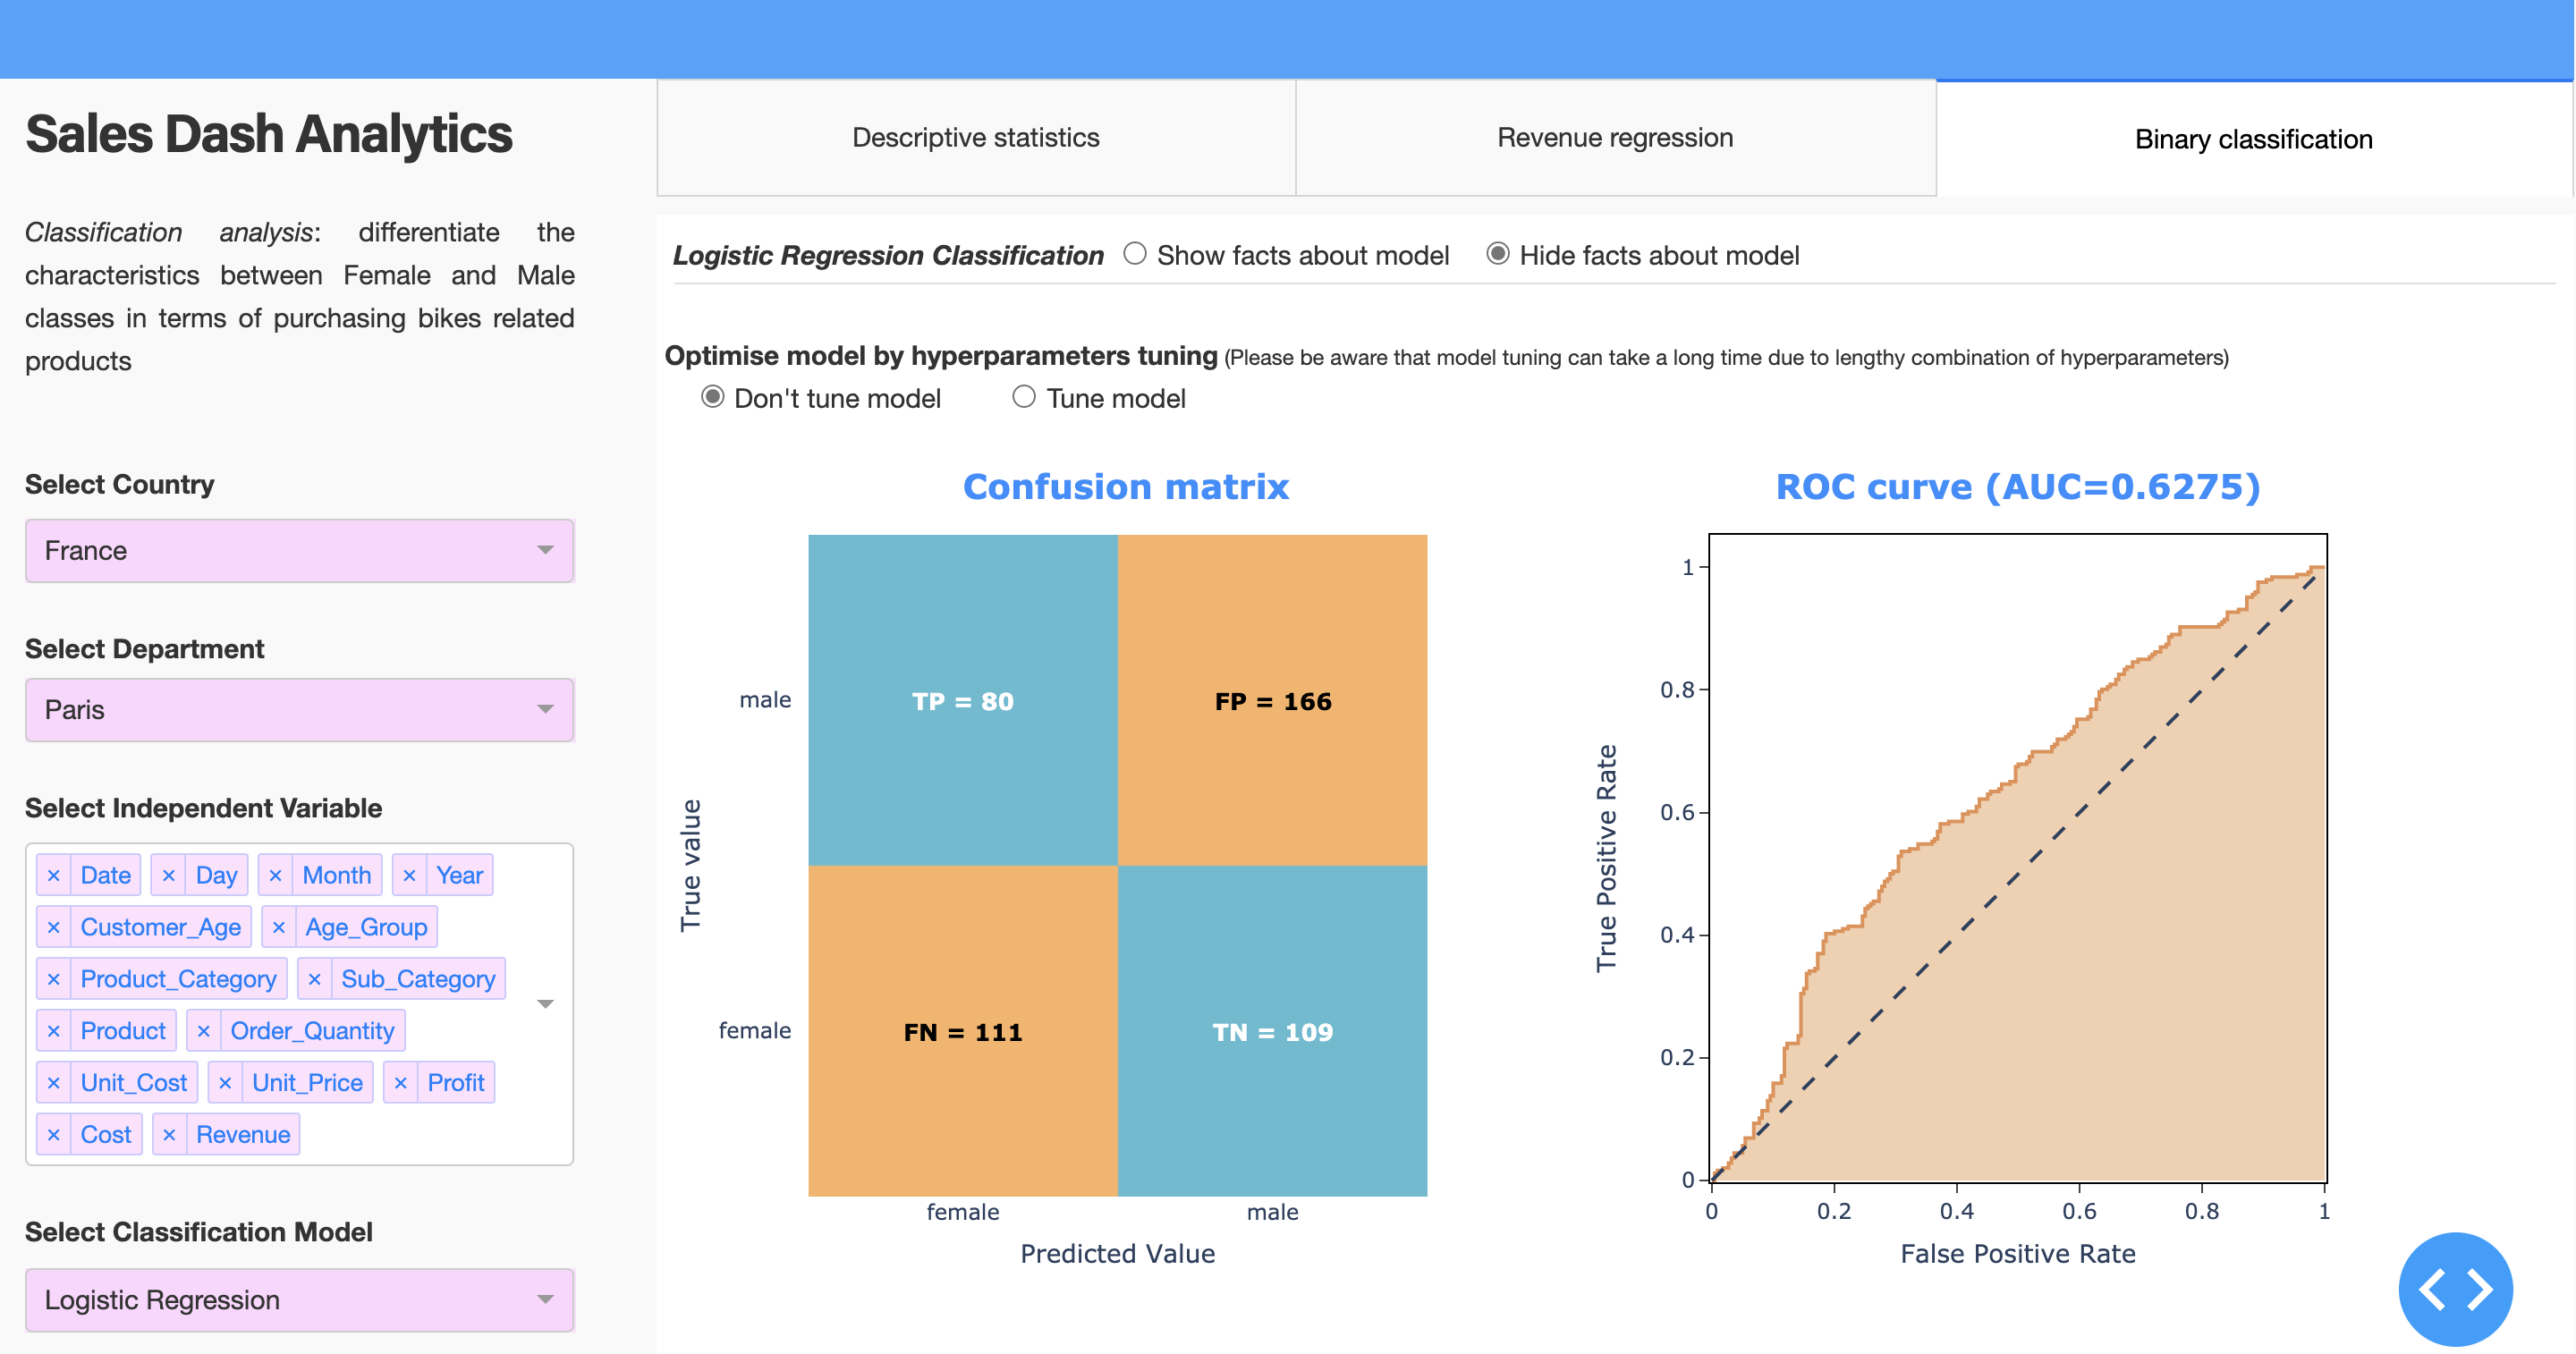 Sales Dash Analytics
Classification analysis: differentiate the
characteristics between Female and Male
classes in terms of purchasing bikes related
products
Select Country
France
Select Department
Paris
Select Independent Variable
× Date × Day × Month × Year
× Customer_Age × Age_Group
× Product_Category × Sub_Category
× Product × Order_Quantity
× Unit_Cost × Unit_Price × Profit
× Cost × Revenue
Select Classification Model
Logistic Regression
Descriptive statistics
Revenue regression
Binary classification
Logistic Regression Classification Show facts about model Hide facts about model
Optimise model by hyperparameters tuning (Please be aware that model tuning can take a long time due to lengthy combination of hyperparameters)
Don't tune model Tune model
Confusion matrix
True value
male
female
TP = 80
FP = 166
FN = 111
TN = 109
female male
Predicted Value
ROC curve (AUC=0.6275)
True Positive Rate
1
0.8
0.6
0.4
0.2
0
0 0.2 0.4 0.6 0.8 1
False Positive Rate